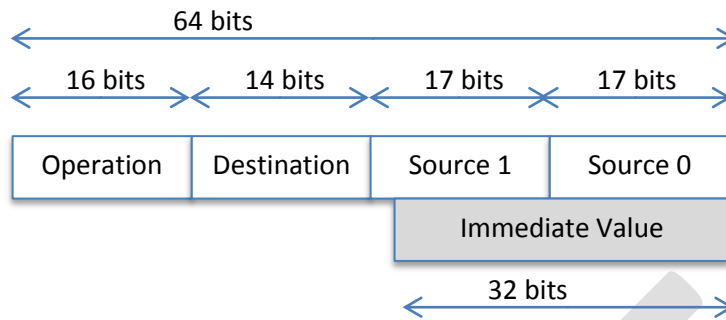 64 bits
16 bits 14 bits 17 bits 17 bits
Operation Destination Source 1 Source 0
Immediate Value
32 bits